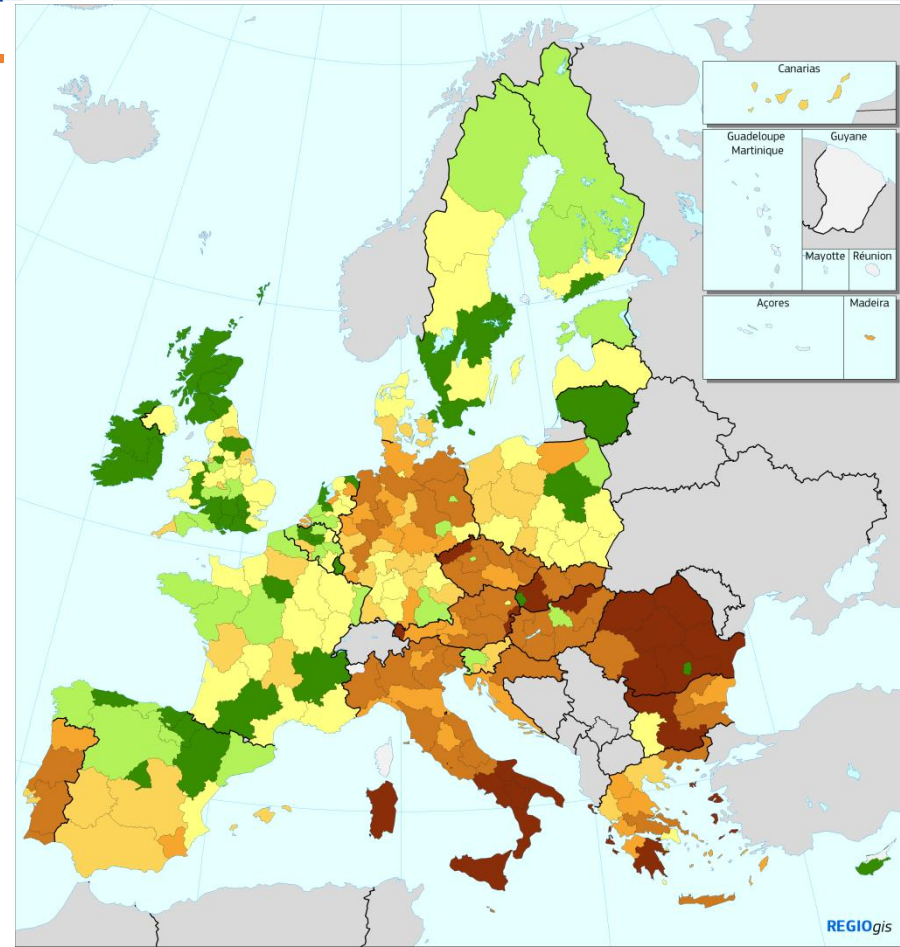 Canarias
Guadeloupe
Martinique
Guyane
Mayotte
Réunion
Açores
Madeira
REGIOgis